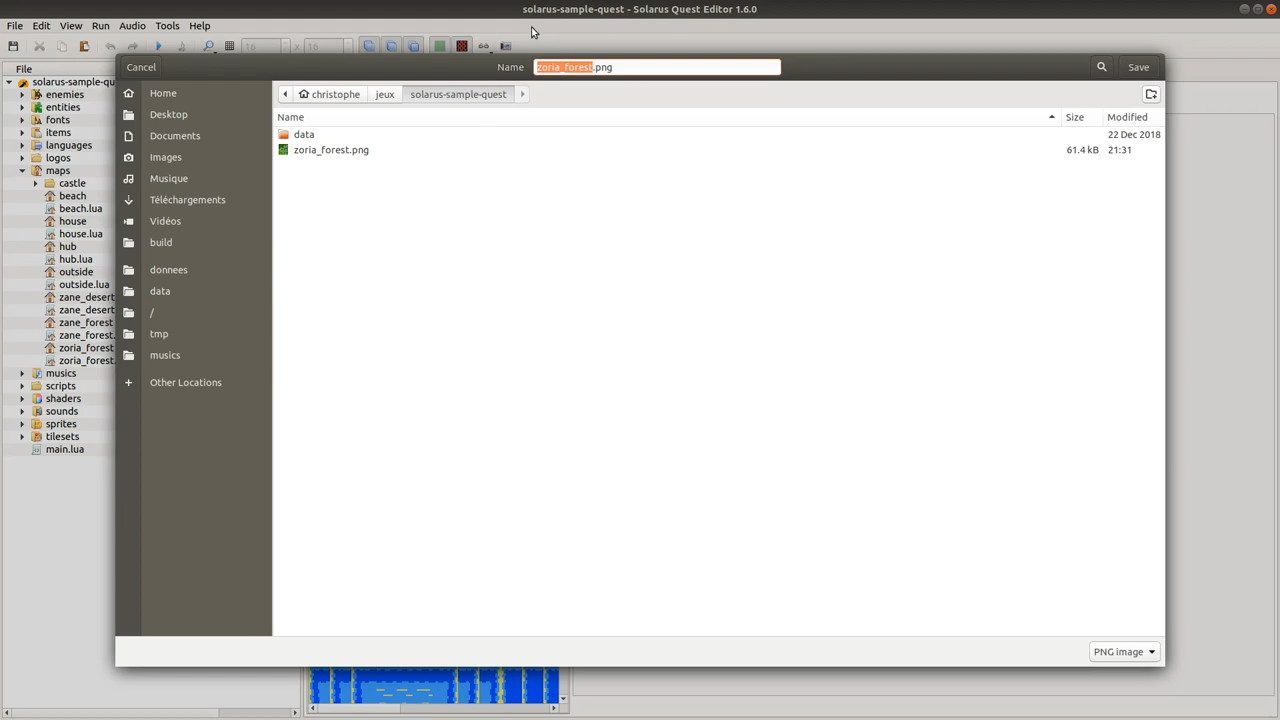 solarus-sample-quest - Solarus Quest Editor 1.6.0
File Edit View Run Audio Tools Help
16 x 16
Cancel Name zoria_forest.png Save
File
solarus-sample-qu
enemies
entities
fonts
items
languages
logos
maps
castle
beach
beach.lua
house
house.lua
hub
hub.lua
outside
outside.lua
zane_desert
zane_desert
zane_forest
zane_forest.
zoria_forest
zoria_forest.
musics
scripts
shaders
sounds
sprites
tilesets
main.lua
Home
Desktop
Documents
Images
Musique
Téléchargements
Vidéos
build
donnees
data
/
tmp
musics
Other Locations
christophe jeux solarus-sample-quest
Name Size Modified
data 22 Dec 2018
zoria_forest.png 61.4 kB 21:31
PNG image